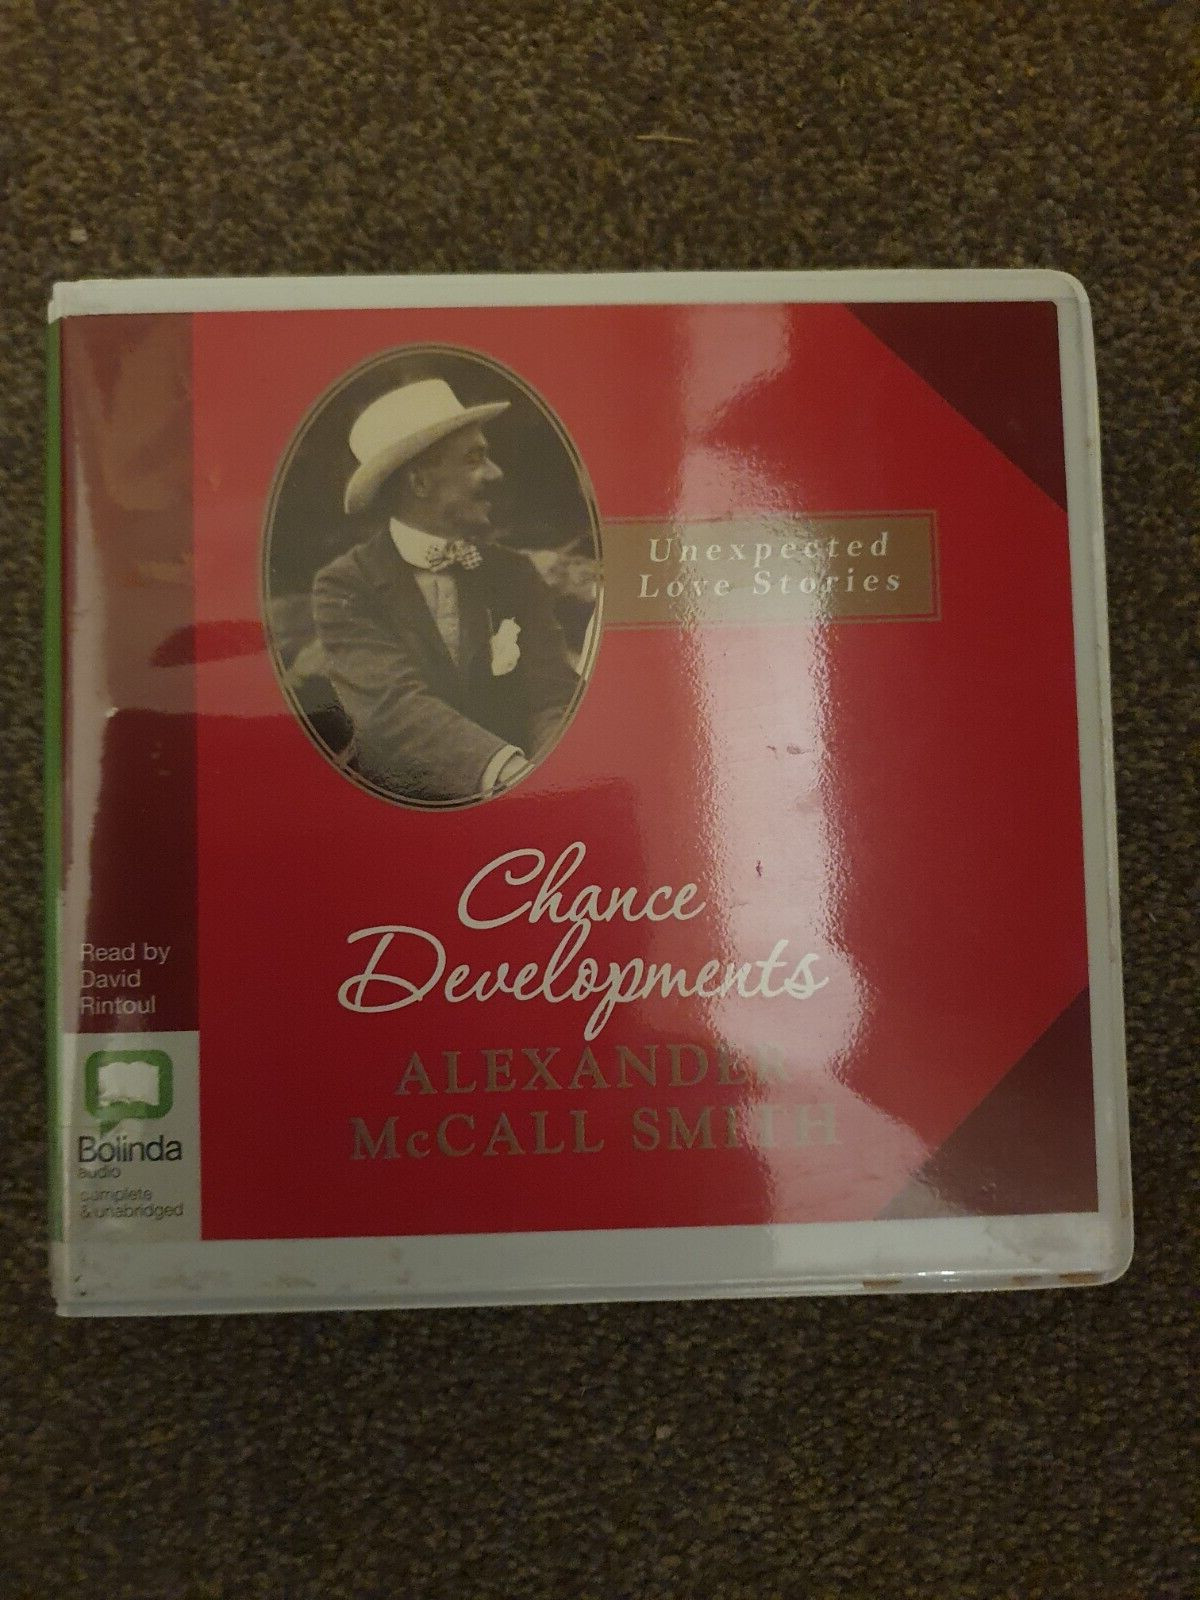 Unexpected
Love Stories
Chance
Developments
ALEXANDER
McCALL SMITH
Read by
David
Rintoul
Bolinda
audio
complete
& unabridged